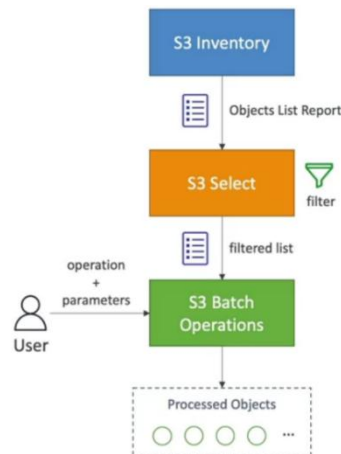 S3 Inventory
Objects List Report
S3 Select
filter
filtered list
operation
+
parameters
S3 Batch
Operations
User
Processed Objects
...